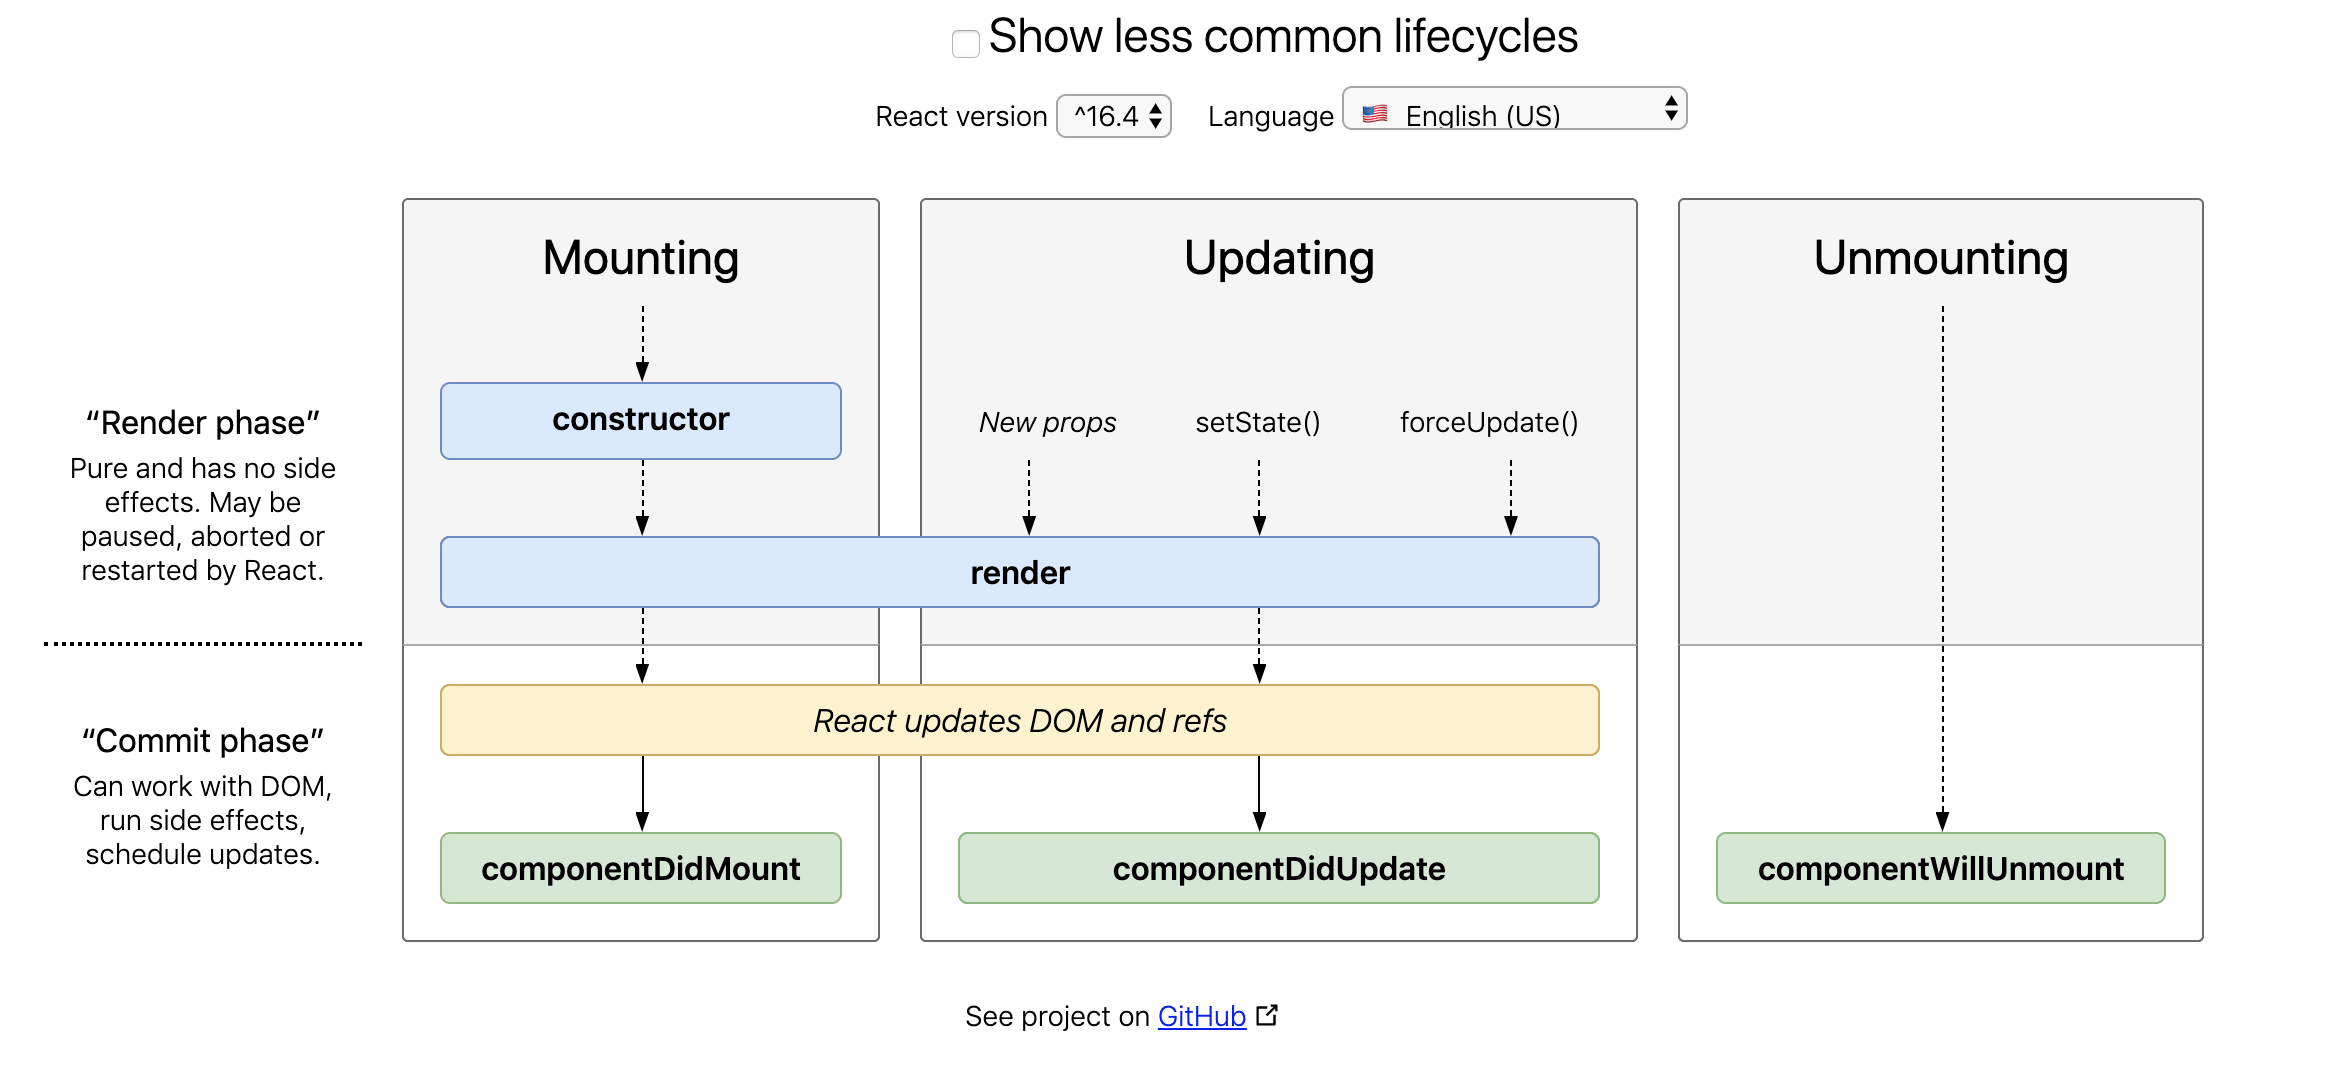 Show less common lifecycles
React version ^16.4 Language 🇺🇸 English (US)
Mounting
Updating
Unmounting
“Render phase”
Pure and has no side
effects. May be
paused, aborted or
restarted by React.
constructor
New props
setState()
forceUpdate()
render
“Commit phase”
Can work with DOM,
run side effects,
schedule updates.
React updates DOM and refs
componentDidMount
componentDidUpdate
componentWillUnmount
See project on GitHub